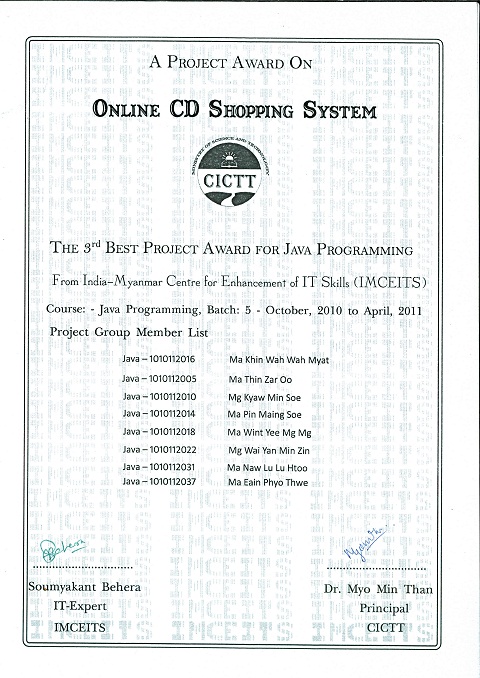 A Project Award On
Online CD Shopping System
MINISTRY OF SCIENCE AND TECHNOLOGY
CICTT
The 3rd Best Project Award for Java Programming
From India-Myanmar Centre for Enhancement of IT Skills (IMCEITS)
Course: - Java Programming, Batch: 5 - October, 2010 to April, 2011
Project Group Member List
Java – 1010112016 Ma Khin Wah Wah Myat
Java – 1010112005 Ma Thin Zar Oo
Java – 1010112010 Mg Kyaw Min Soe
Java – 1010112014 Ma Pin Maing Soe
Java – 1010112018 Ma Wint Yee Mg Mg
Java – 1010112022 Mg Wai Yan Min Zin
Java – 1010112031 Ma Naw Lu Lu Htoo
Java – 1010112037 Ma Eain Phyo Thwe
Soumyakant Behera
IT-Expert
IMCEITS
Dr. Myo Min Than
Principal
CICTT